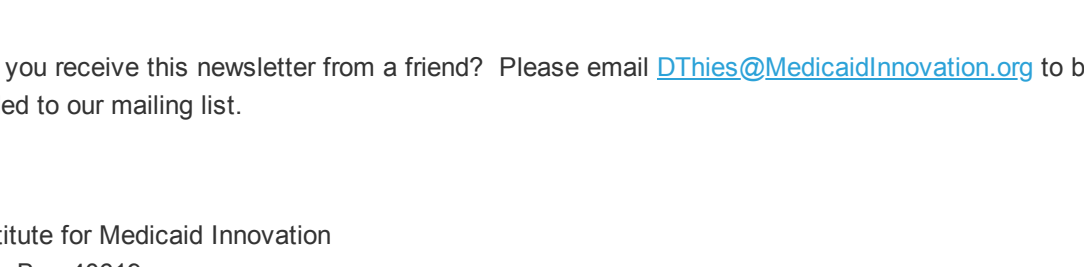 you receive this newsletter from a friend?  Please email DThies@MedicaidInnovation.org to b
ed to our mailing list.
titute for Medicaid Innovation